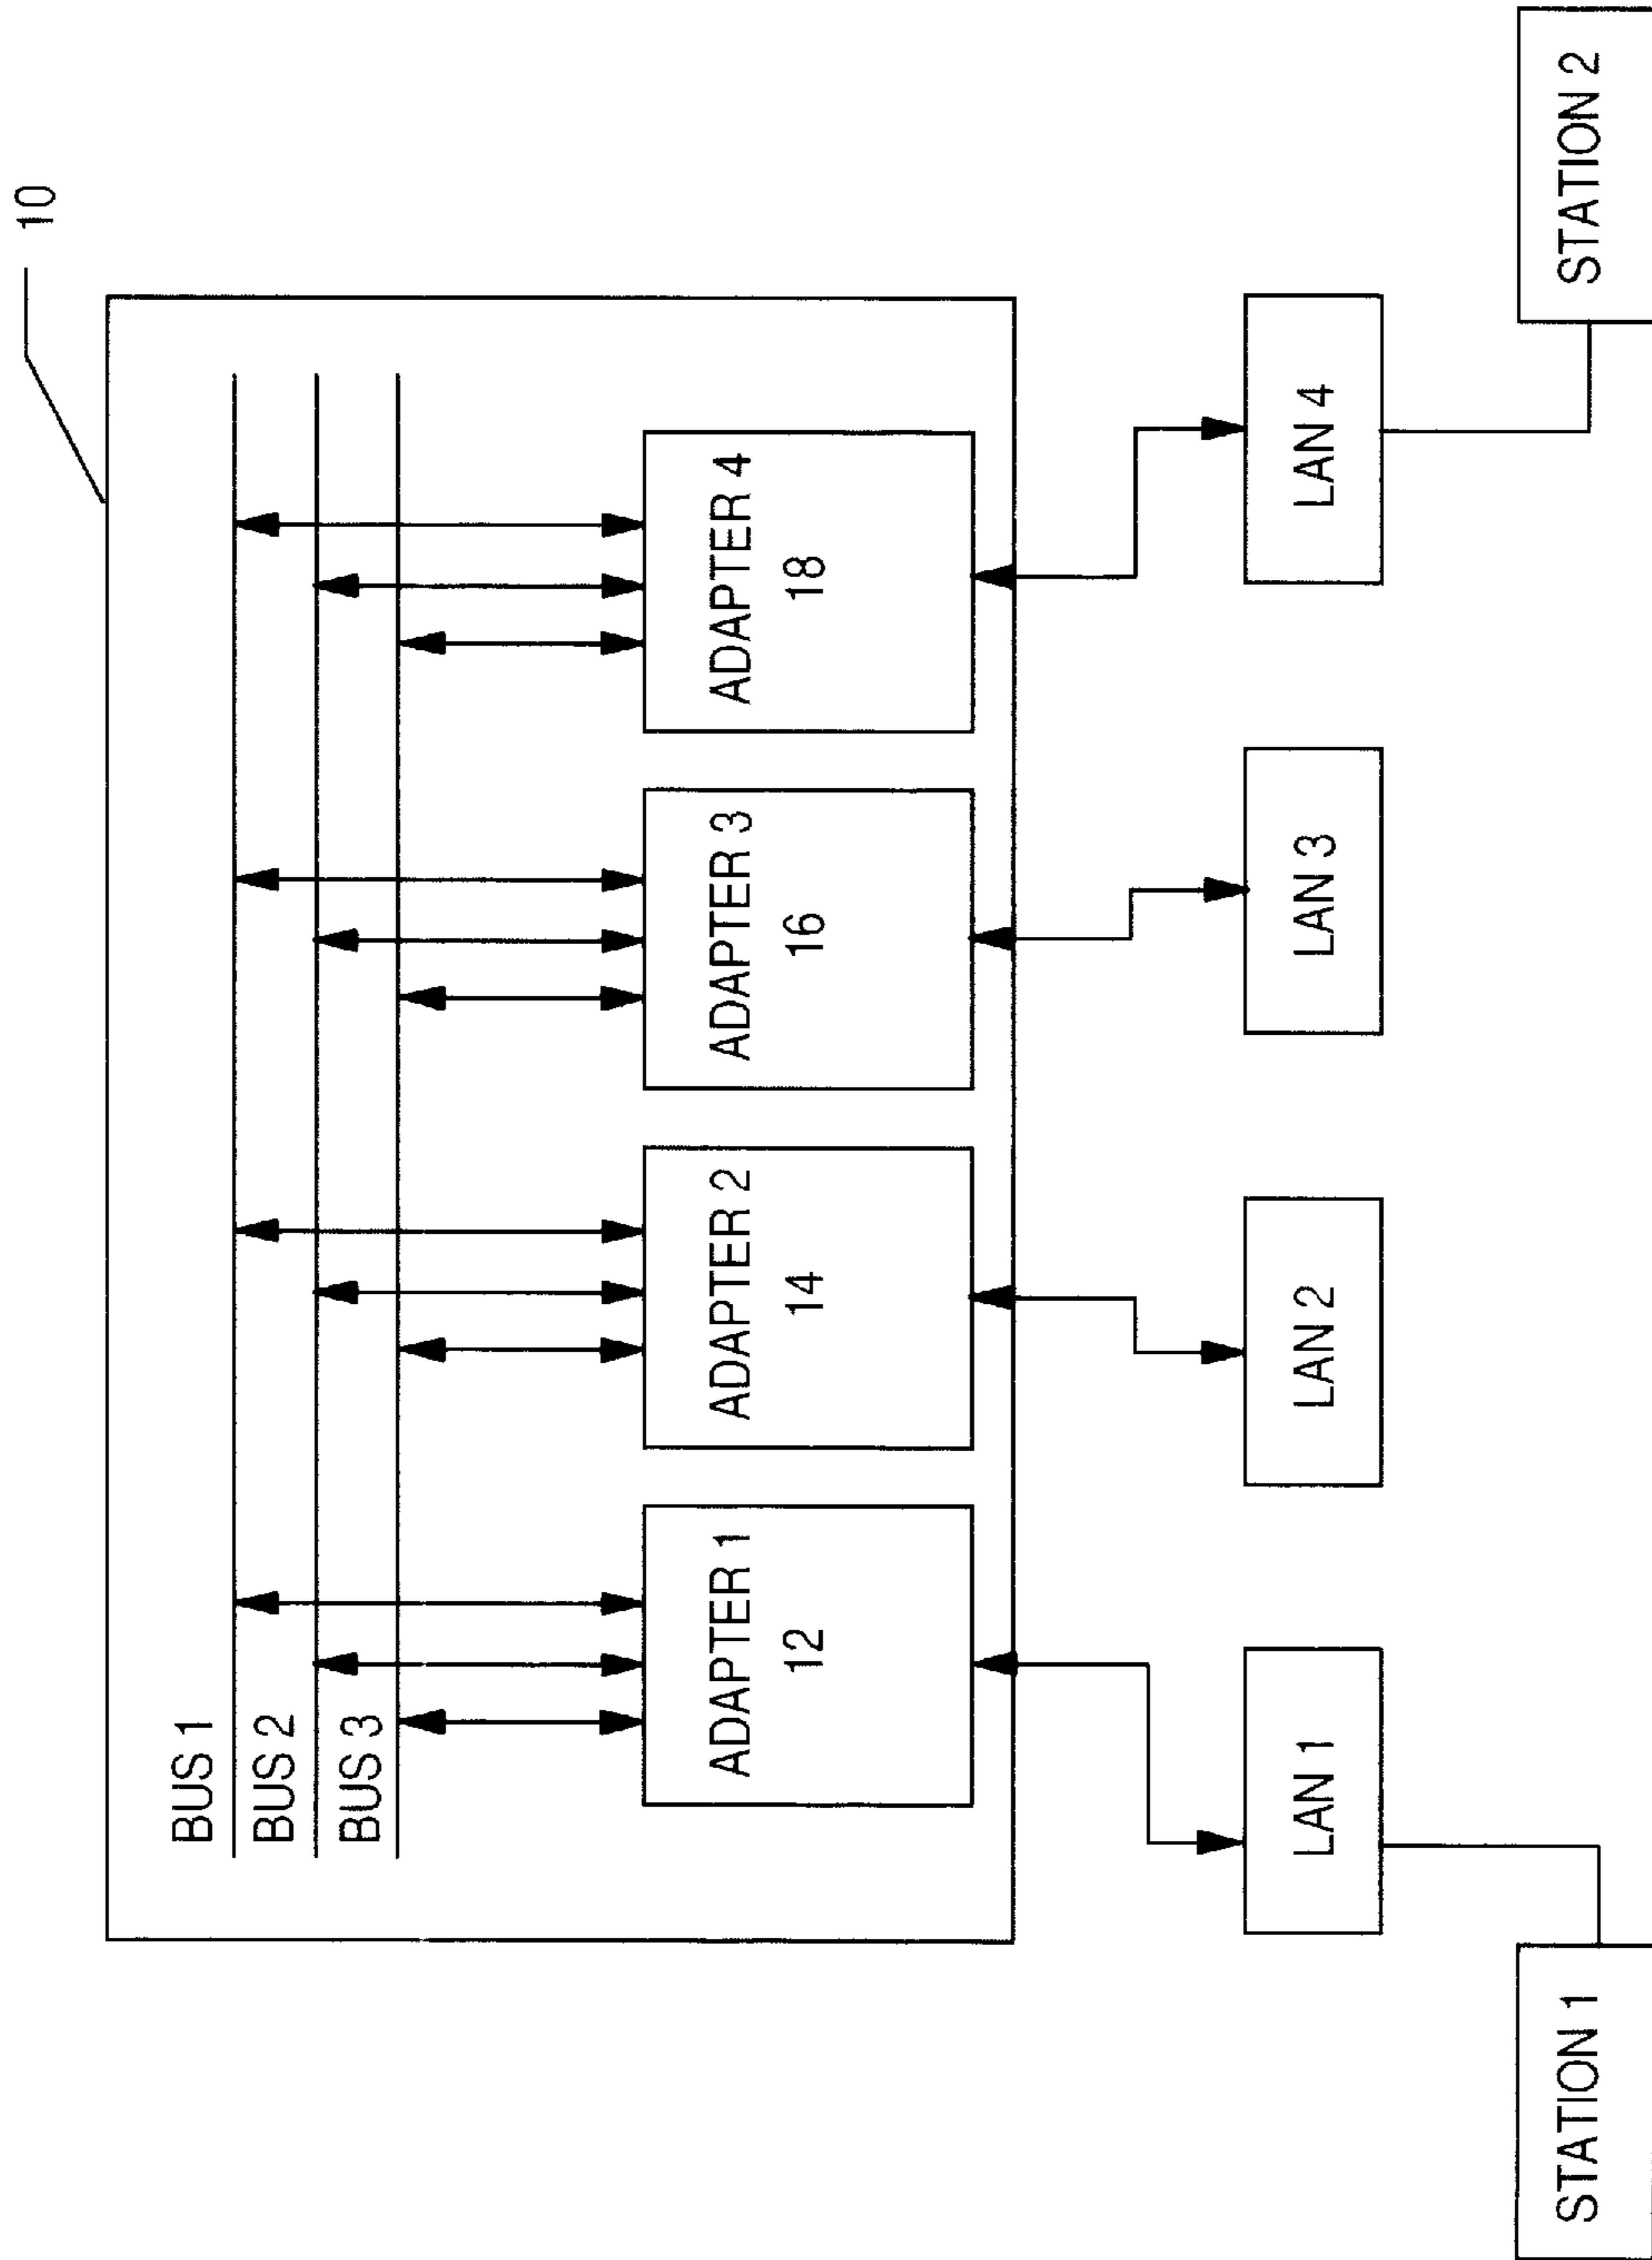 10
BUS 1
BUS 2
BUS 3
ADAPTER 1
12
ADAPTER 2
14
ADAPTER 3
16
ADAPTER 4
18
LAN 1
LAN 2
LAN 3
LAN 4
STATION 1
STATION 2